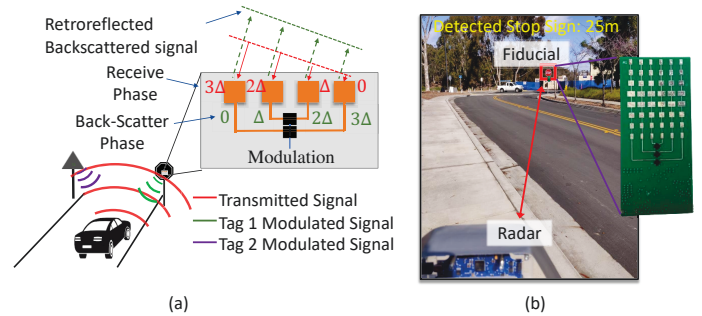 Retroreflected
Backscattered signal
Receive
Phase
3Δ 2Δ Δ 0
Back-Scatter
Phase
0 Δ 2Δ 3Δ
Modulation
Transmitted Signal
Tag 1 Modulated Signal
Tag 2 Modulated Signal
(a)
Detected Stop Sign: 25m
Fiducial
Radar
(b)